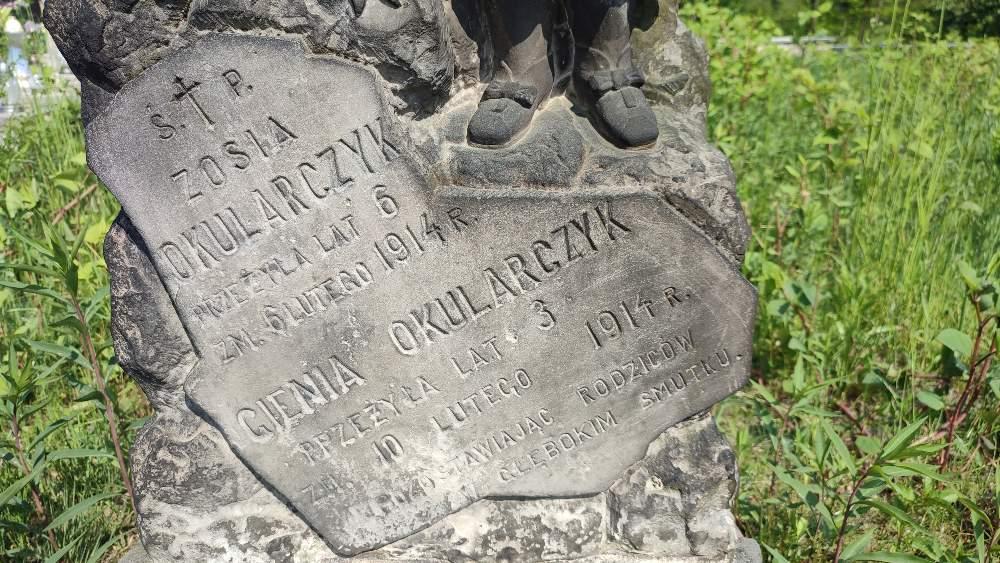 Ś. † P.
ZOSIA
OKULARCZYK
PRZEŻYŁA LAT 6
ZM. 6 LUTEGO 1914 R.
GIENIA OKULARCZYK
PRZEŻYŁA LAT 3
ZM. 10 LUTEGO 1914 R.
RODZICÓW
GŁĘBOKIM SMUTKU.